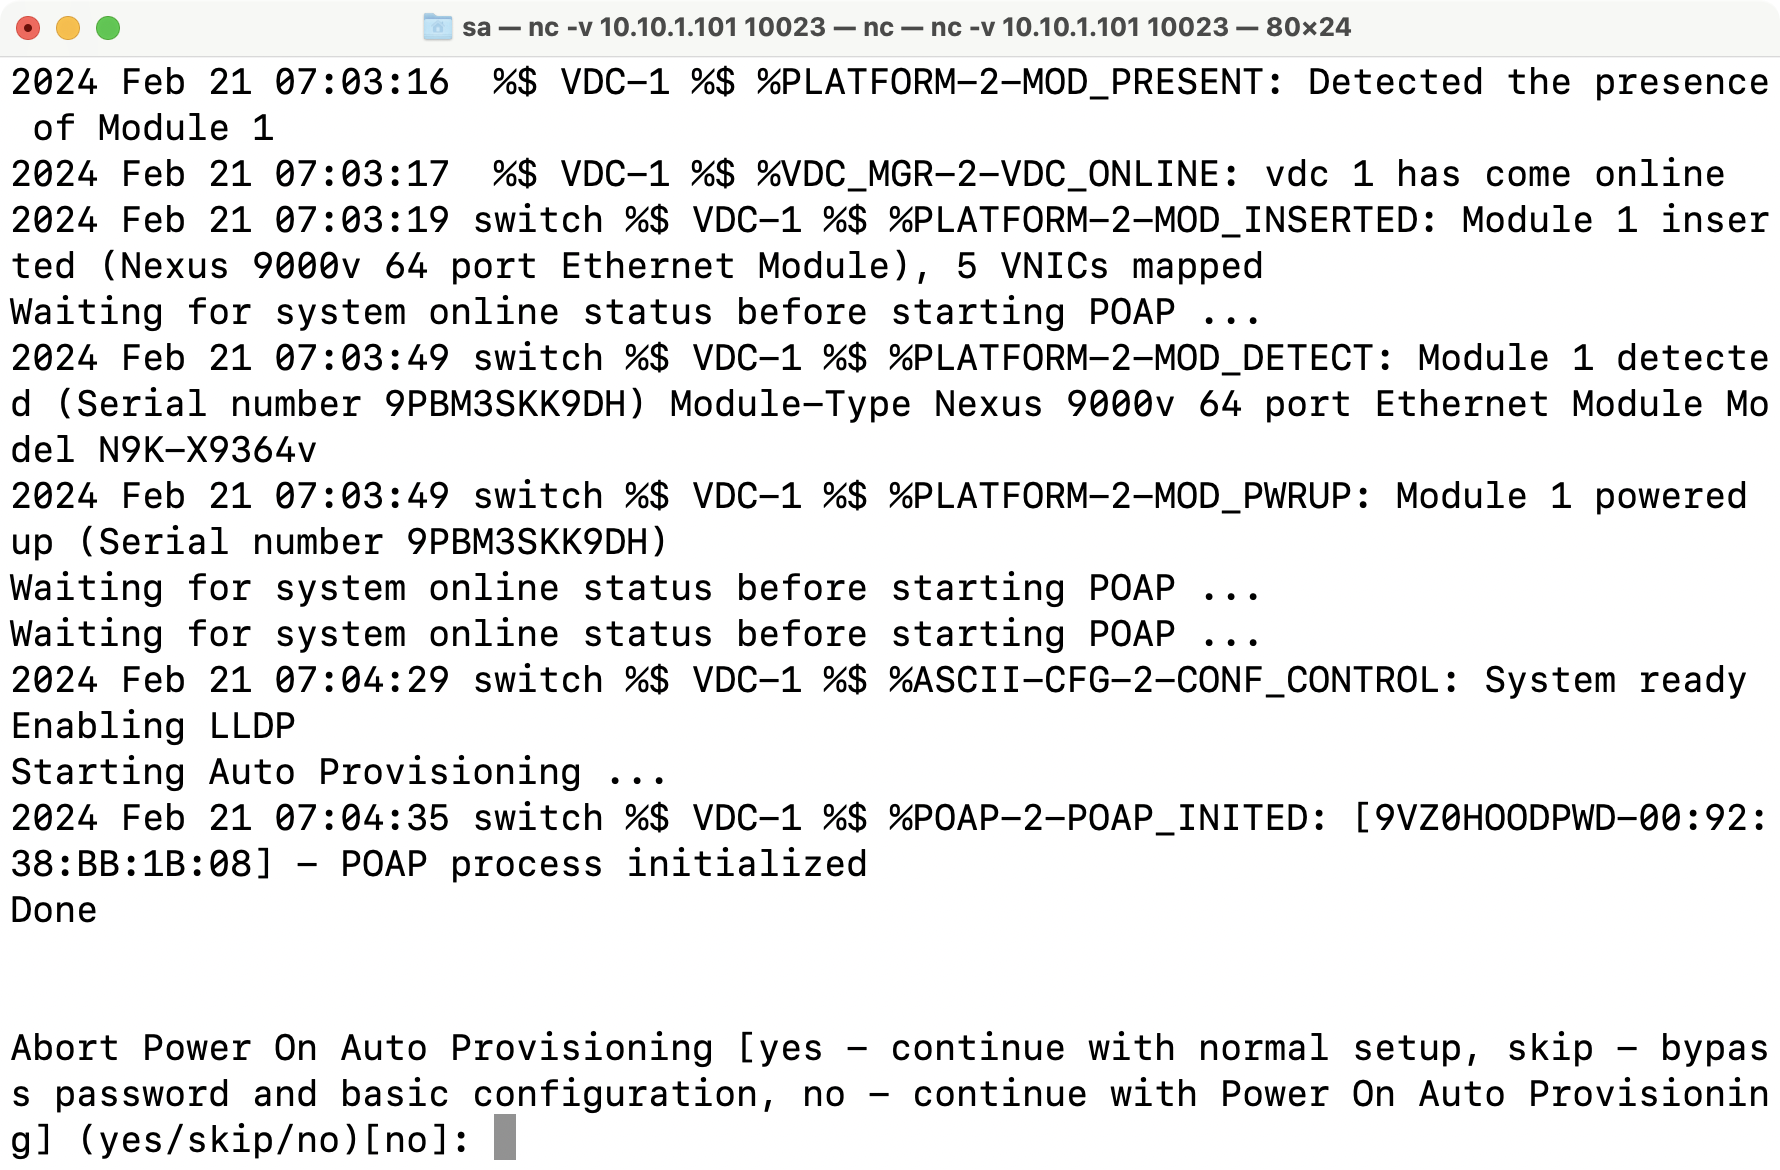 sa — nc -v 10.10.1.101 10023 — nc — nc -v 10.10.1.101 10023 — 80×24
2024 Feb 21 07:03:16  %$ VDC-1 %$ %PLATFORM-2-MOD_PRESENT: Detected the presence
 of Module 1
2024 Feb 21 07:03:17  %$ VDC-1 %$ %VDC_MGR-2-VDC_ONLINE: vdc 1 has come online
2024 Feb 21 07:03:19 switch %$ VDC-1 %$ %PLATFORM-2-MOD_INSERTED: Module 1 inser
ted (Nexus 9000v 64 port Ethernet Module), 5 VNICs mapped
Waiting for system online status before starting POAP ...
2024 Feb 21 07:03:49 switch %$ VDC-1 %$ %PLATFORM-2-MOD_DETECT: Module 1 detecte
d (Serial number 9PBM3SKK9DH) Module-Type Nexus 9000v 64 port Ethernet Module Mo
del N9K-X9364v
2024 Feb 21 07:03:49 switch %$ VDC-1 %$ %PLATFORM-2-MOD_PWRUP: Module 1 powered
up (Serial number 9PBM3SKK9DH)
Waiting for system online status before starting POAP ...
Waiting for system online status before starting POAP ...
2024 Feb 21 07:04:29 switch %$ VDC-1 %$ %ASCII-CFG-2-CONF_CONTROL: System ready
Enabling LLDP
Starting Auto Provisioning ...
2024 Feb 21 07:04:35 switch %$ VDC-1 %$ %POAP-2-POAP_INITED: [9VZ0HOODPWD-00:92:
38:BB:1B:08] - POAP process initialized
Done
Abort Power On Auto Provisioning [yes - continue with normal setup, skip - bypas
s password and basic configuration, no - continue with Power On Auto Provisionin
g] (yes/skip/no)[no]: